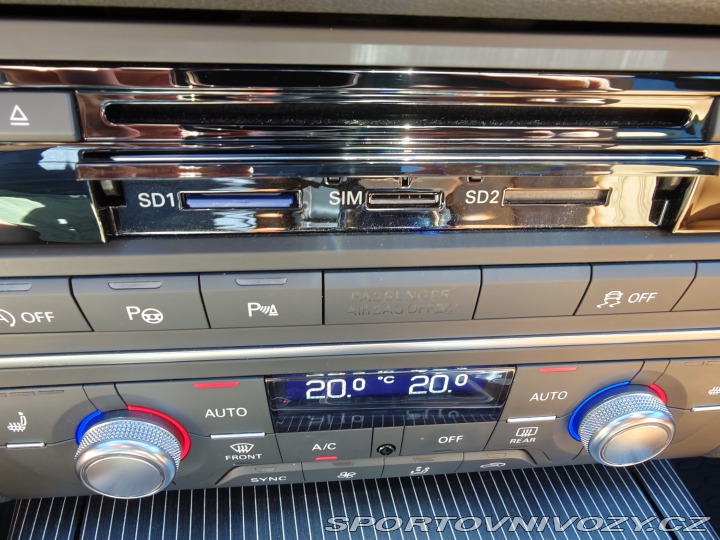 SD1 SIM SD2
OFF P P PASSENGER AIRBAG OFF OFF
20.0 °C 20.0
AUTO AUTO
FRONT A/C OFF REAR
SYNC
SPORTOVNIVOZY.CZ